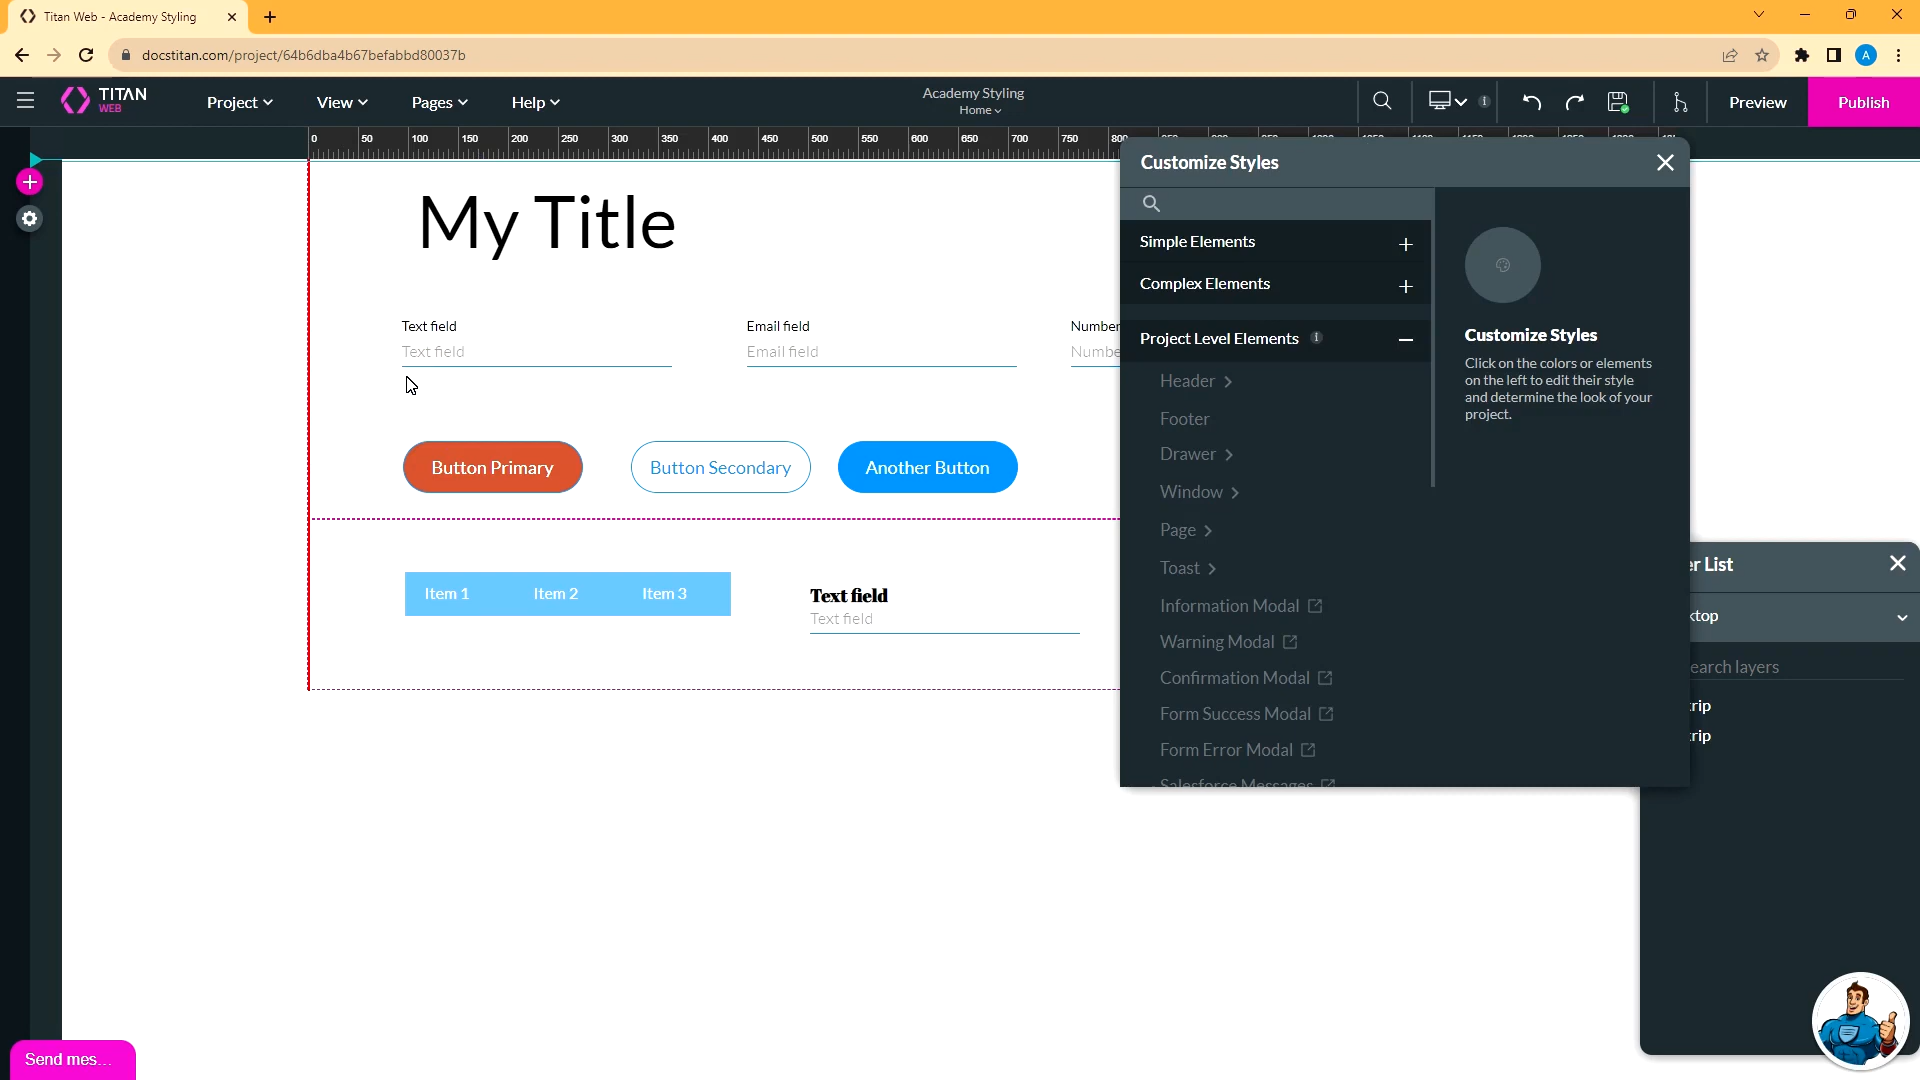 Titan Web - Academy Styling
docstitan.com/project/64b6dba4b67befabbd80037b
A
TITAN
WEB
Project
View
Pages
Help
Academy Styling
Home
Preview
Publish
0 50 100 150 200 250 300 350 400 450 500 550 600 650 700 750 800
Customize Styles
My Title
Simple Elements
Complex Elements
Project Level Elements
Header
Footer
Drawer
Window
Page
Toast
Information Modal
Warning Modal
Confirmation Modal
Form Success Modal
Form Error Modal
Salesforce Messages
Customize Styles
Click on the colors or elements
on the left to edit their style
and determine the look of your
project.
Text field
Text field
Email field
Email field
Number
Numbe
Button Primary
Button Secondary
Another Button
Item 1
Item 2
Item 3
Text field
Text field
er List
ktop
earch layers
rip
rip
Send mes...